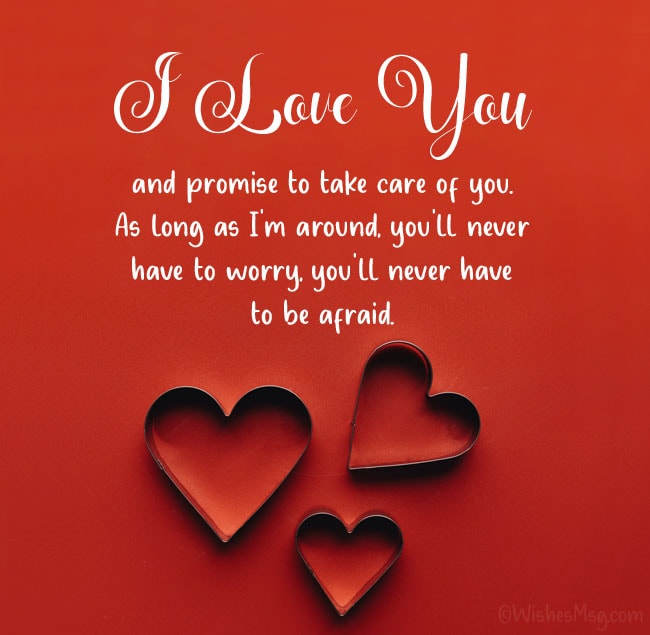 I Love You
and promise to take care of you.
As long as I'm around, you'll never
have to worry, you'll never have
to be afraid.
©WishesMsg.com